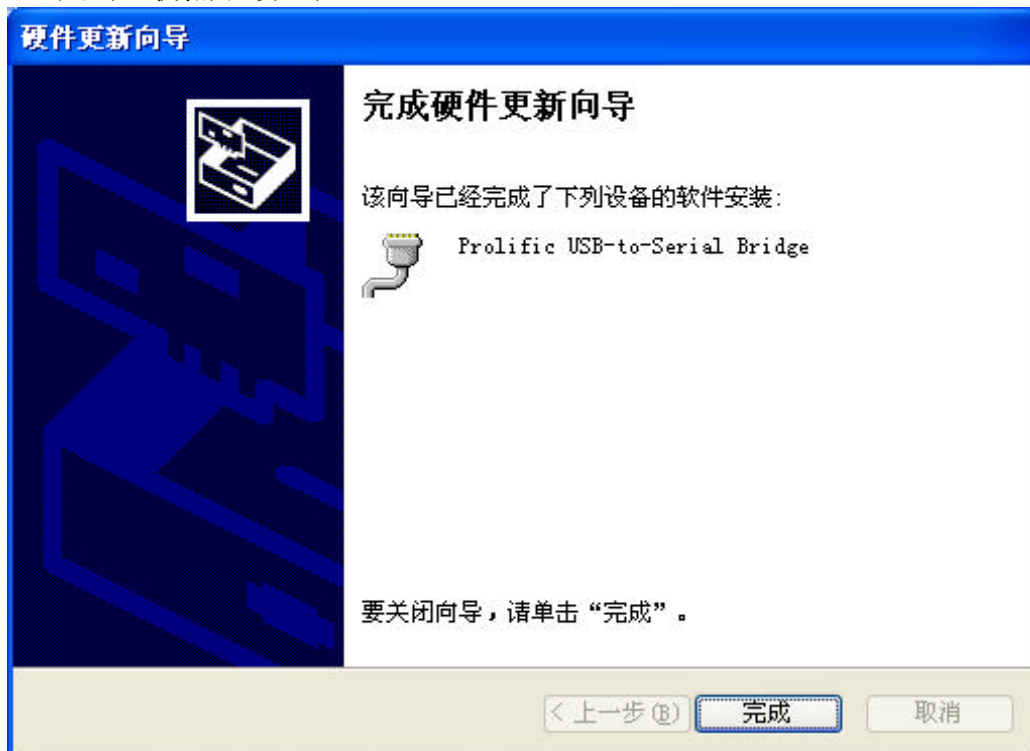 硬件更新向导
完成硬件更新向导
该向导已经完成了下列设备的软件安装:
Prolific USB-to-Serial Bridge
要关闭向导，请单击“完成”。
<上一步(B)
完成
取消